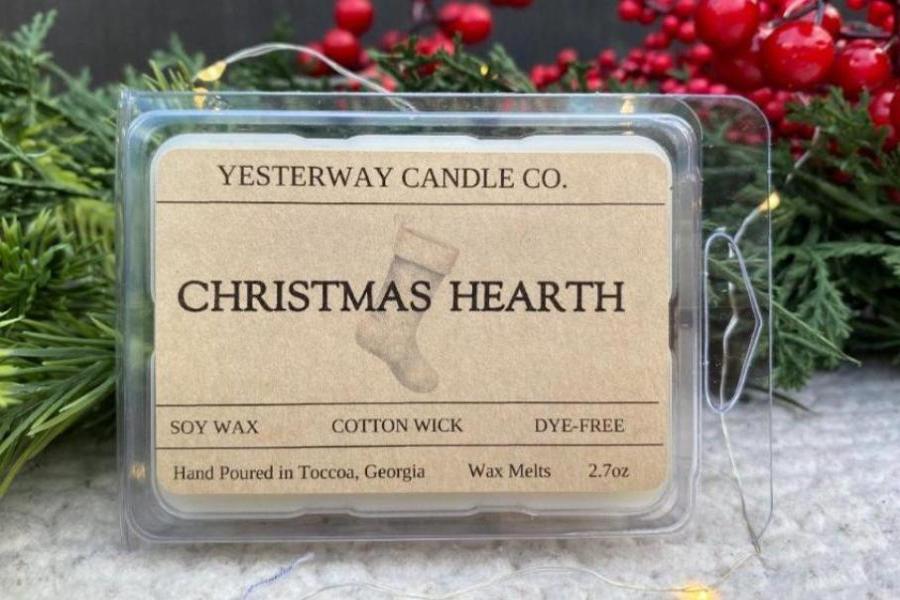 YESTERWAY CANDLE CO.
CHRISTMAS HEARTH
SOY WAX COTTON WICK DYE-FREE
Hand Poured in Toccoa, Georgia Wax Melts 2.7oz